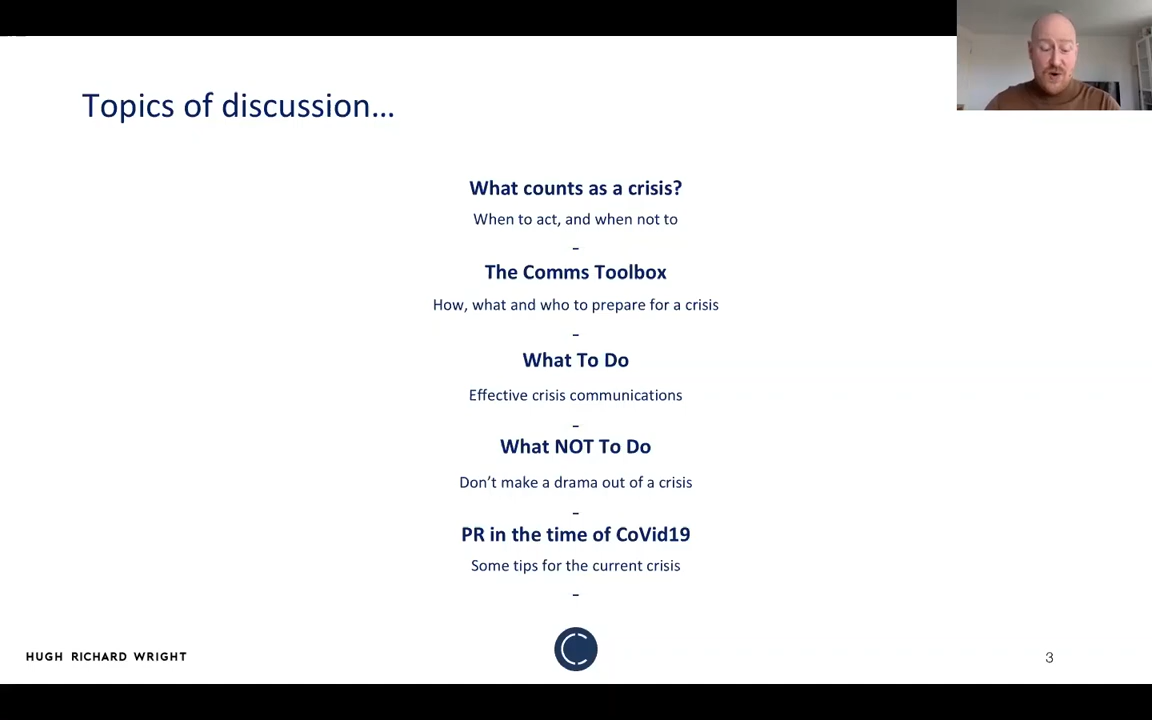 Topics of discussion...
What counts as a crisis?
When to act, and when not to
-
The Comms Toolbox
How, what and who to prepare for a crisis
-
What To Do
Effective crisis communications
-
What NOT To Do
Don’t make a drama out of a crisis
-
PR in the time of CoVid19
Some tips for the current crisis
-
HUGH RICHARD WRIGHT
3